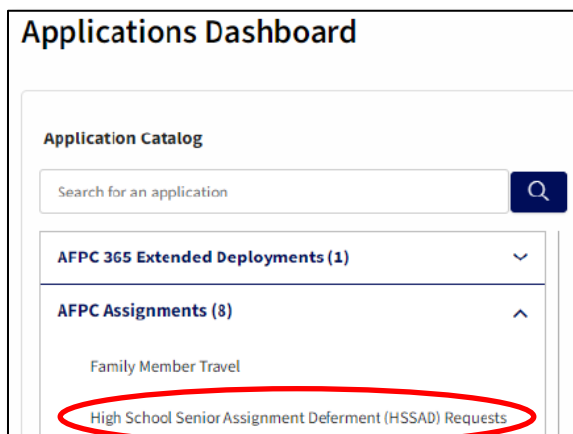 Applications Dashboard
Application Catalog
Search for an application
AFPC 365 Extended Deployments (1)
AFPC Assignments (8)
Family Member Travel
High School Senior Assignment Deferment (HSSAD) Requests